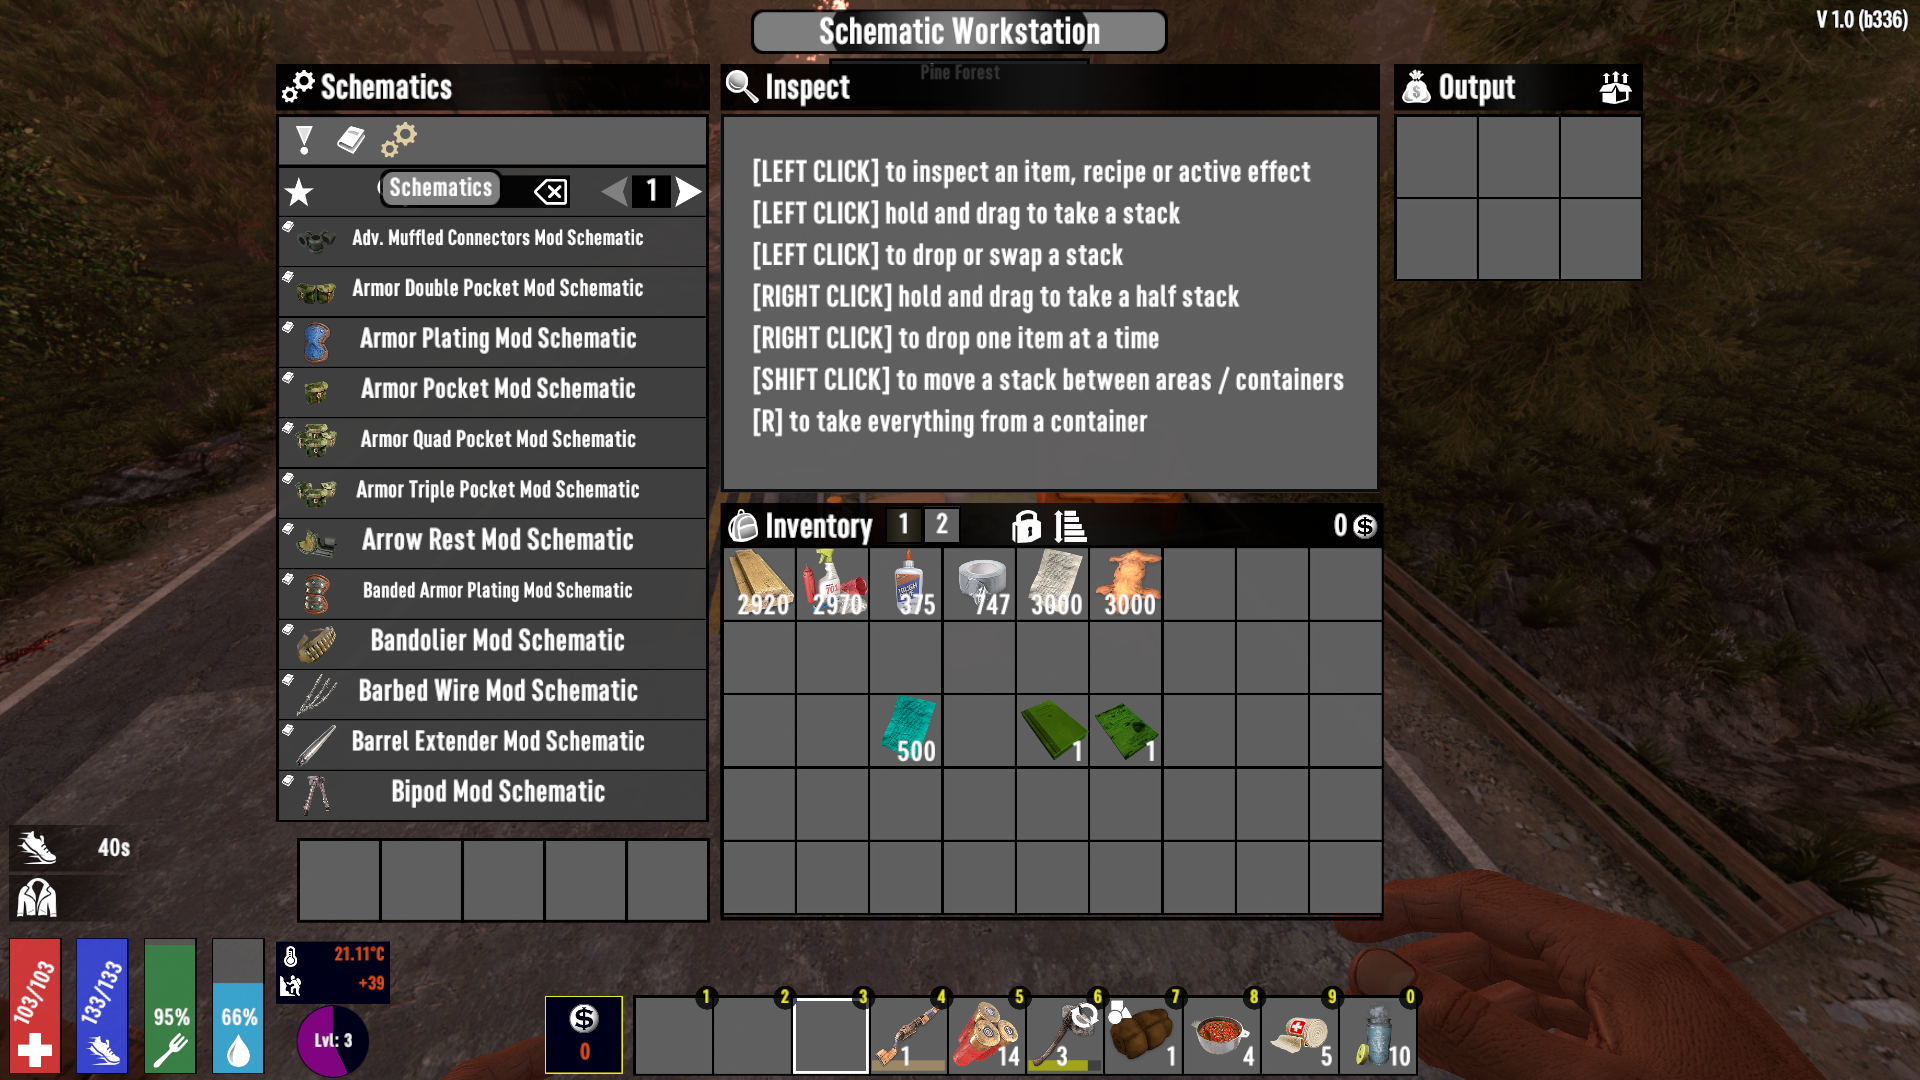 Schematic Workstation
V 1.0 (b336)
Pine Forest
Schematics
Inspect
Output
Schematics
1
Adv. Muffled Connectors Mod Schematic
Armor Double Pocket Mod Schematic
Armor Plating Mod Schematic
Armor Pocket Mod Schematic
Armor Quad Pocket Mod Schematic
Armor Triple Pocket Mod Schematic
Arrow Rest Mod Schematic
Banded Armor Plating Mod Schematic
Bandolier Mod Schematic
Barbed Wire Mod Schematic
Barrel Extender Mod Schematic
Bipod Mod Schematic
[LEFT CLICK] to inspect an item, recipe or active effect
[LEFT CLICK] hold and drag to take a stack
[LEFT CLICK] to drop or swap a stack
[RIGHT CLICK] hold and drag to take a half stack
[RIGHT CLICK] to drop one item at a time
[SHIFT CLICK] to move a stack between areas / containers
[R] to take everything from a container
Inventory 1 2 0
2920 2970 375 747 3000 3000
500 1 1
40s
103/103 133/133 95% 66%
21.11°C
+39
Lvl: 3
0
1 2 3 4 5 6 7 8 9 0
1 14 3 1 4 5 10